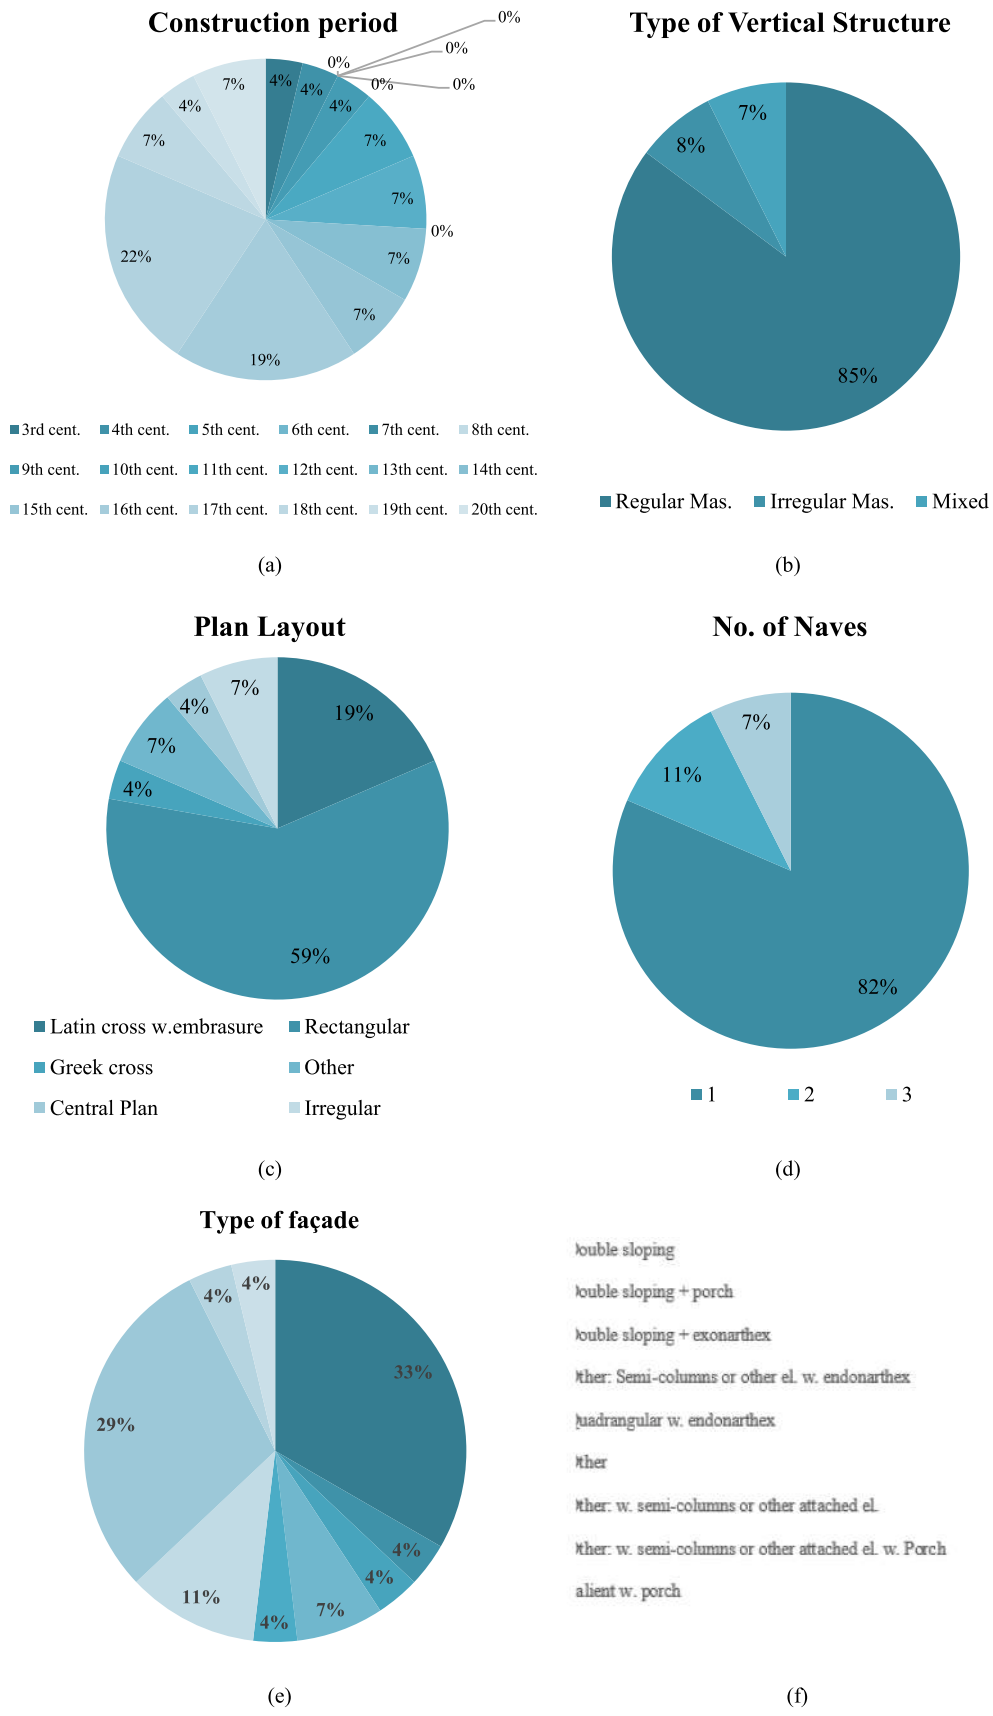 Construction period
0%
0%
0%
0%
0%
4%
4%
4%
7%
7%
0%
7%
7%
19%
22%
7%
4%
7%
3rd cent. 4th cent. 5th cent. 6th cent. 7th cent. 8th cent.
9th cent. 10th cent. 11th cent. 12th cent. 13th cent. 14th cent.
15th cent. 16th cent. 17th cent. 18th cent. 19th cent. 20th cent.
(a)
Type of Vertical Structure
7%
8%
85%
Regular Mas. Irregular Mas. Mixed
(b)
Plan Layout
7%
4%
19%
7%
4%
59%
Latin cross w.embrasure Rectangular
Greek cross Other
Central Plan Irregular
(c)
No. of Naves
7%
11%
82%
1 2 3
(d)
Type of façade
4%
4%
33%
29%
4%
4%
11%
7%
4%
(e)
ouble sloping
ouble sloping + porch
ouble sloping + exonarthex
ther: Semi-columns or other el. w. endonarthex
uadrangular w. endonarthex
ther
ther: w. semi-columns or other attached el.
ther: w. semi-columns or other attached el. w. Porch
alient w. porch
(f)